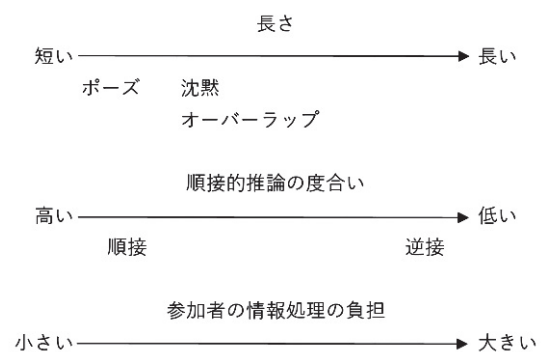 長さ
短い 長い
ポーズ 沈黙
オーバーラップ
順接的推論の度合い
高い 低い
順接 逆接
参加者の情報処理の負担
小さい 大きい